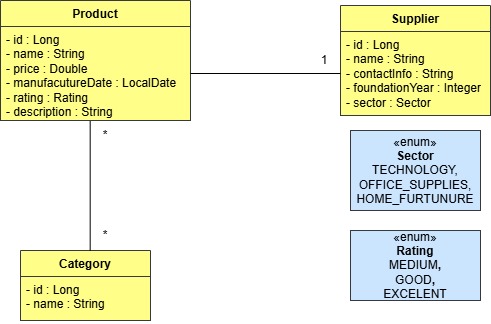 Product
- id : Long
- name : String
- price : Double
- manufacutureDate : LocalDate
- rating : Rating
- description : String
Supplier
- id : Long
- name : String
- contactInfo : String
- foundationYear : Integer
- sector : Sector
1
*
*
«enum»
Sector
TECHNOLOGY,
OFFICE_SUPPLIES,
HOME_FURTUNURE
«enum»
Rating
MEDIUM,
GOOD,
EXCELENT
Category
- id : Long
- name : String